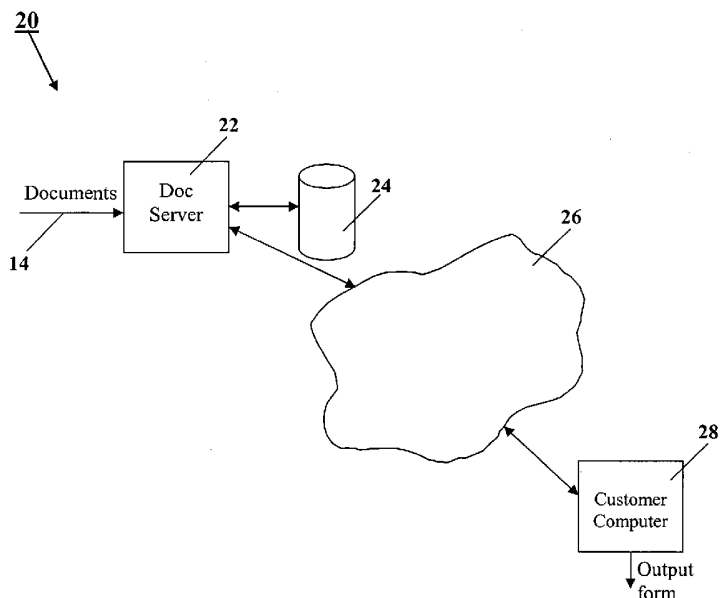 20
22
Documents
Doc
Server
24
14
26
28
Customer
Computer
Output
form